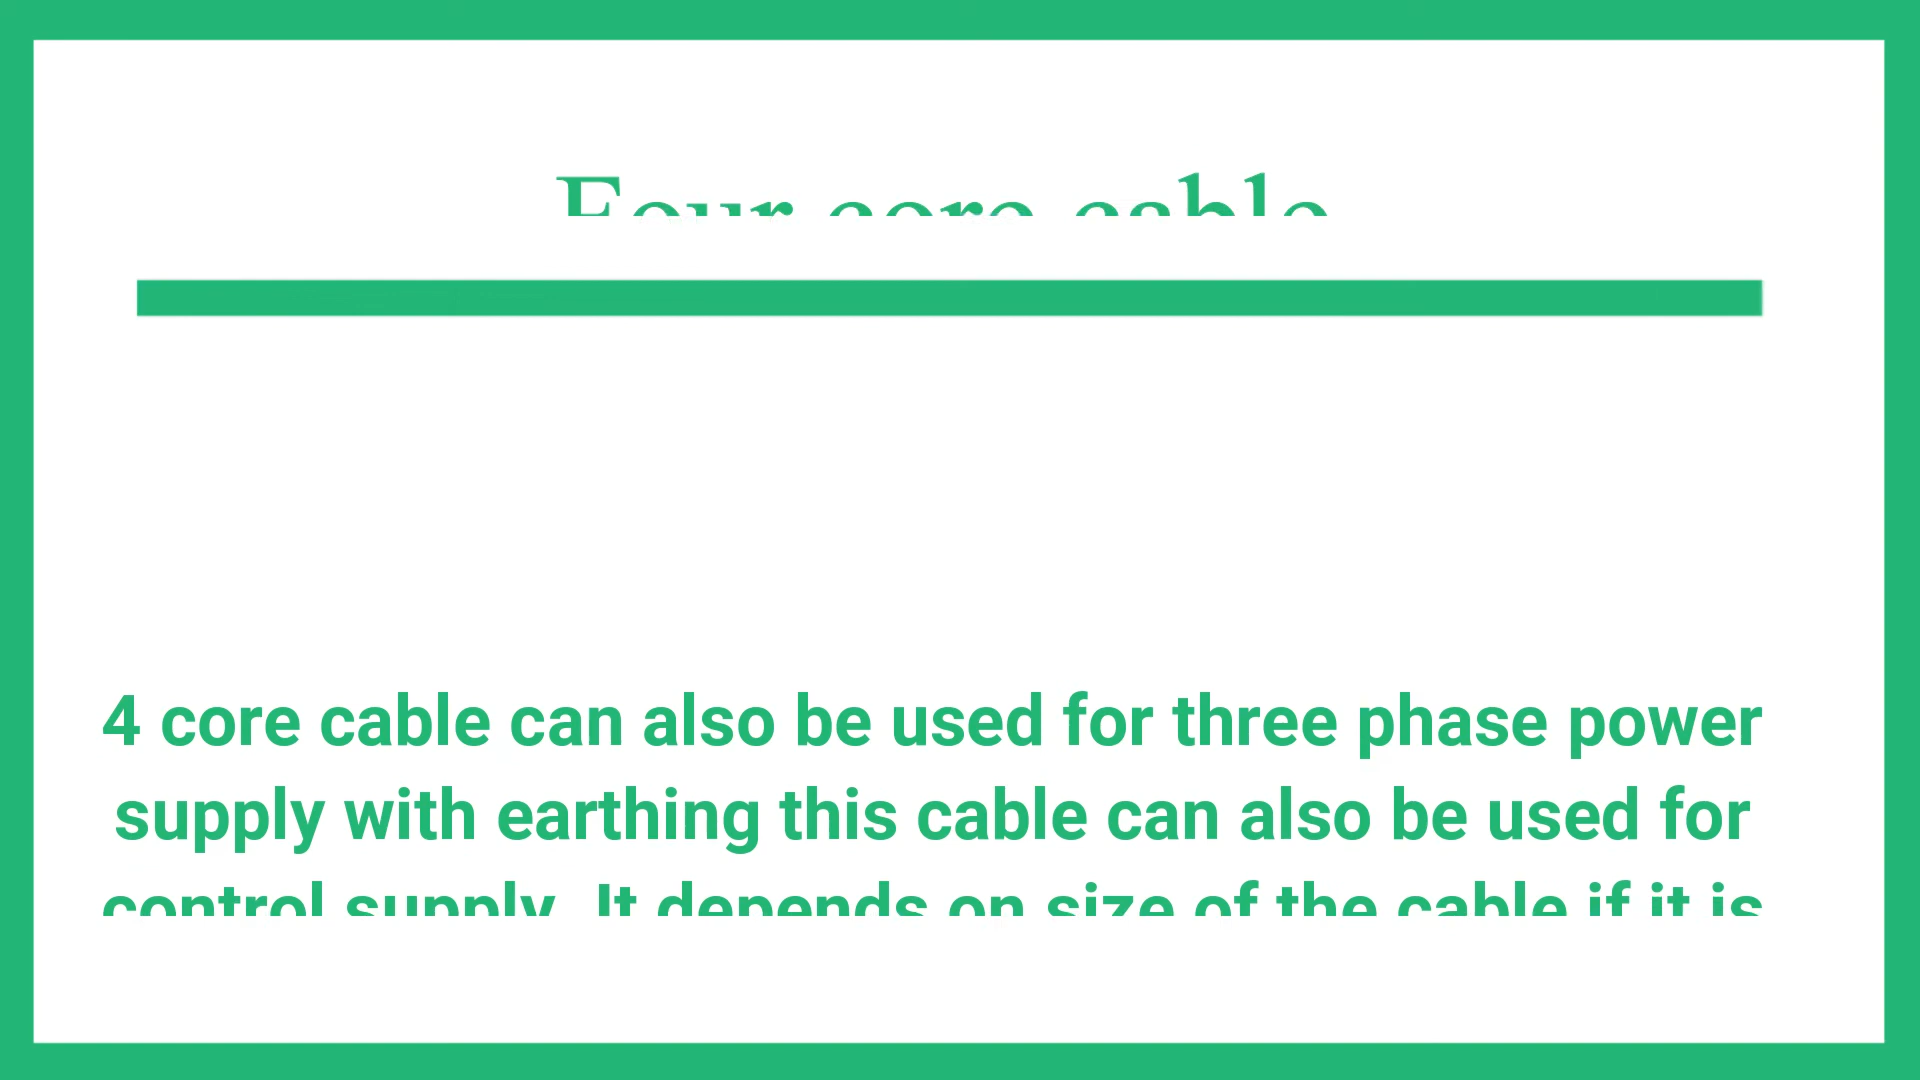 Four core cable
4 core cable can also be used for three phase power
supply with earthing this cable can also be used for
control supply. It depends on size of the cable if it is